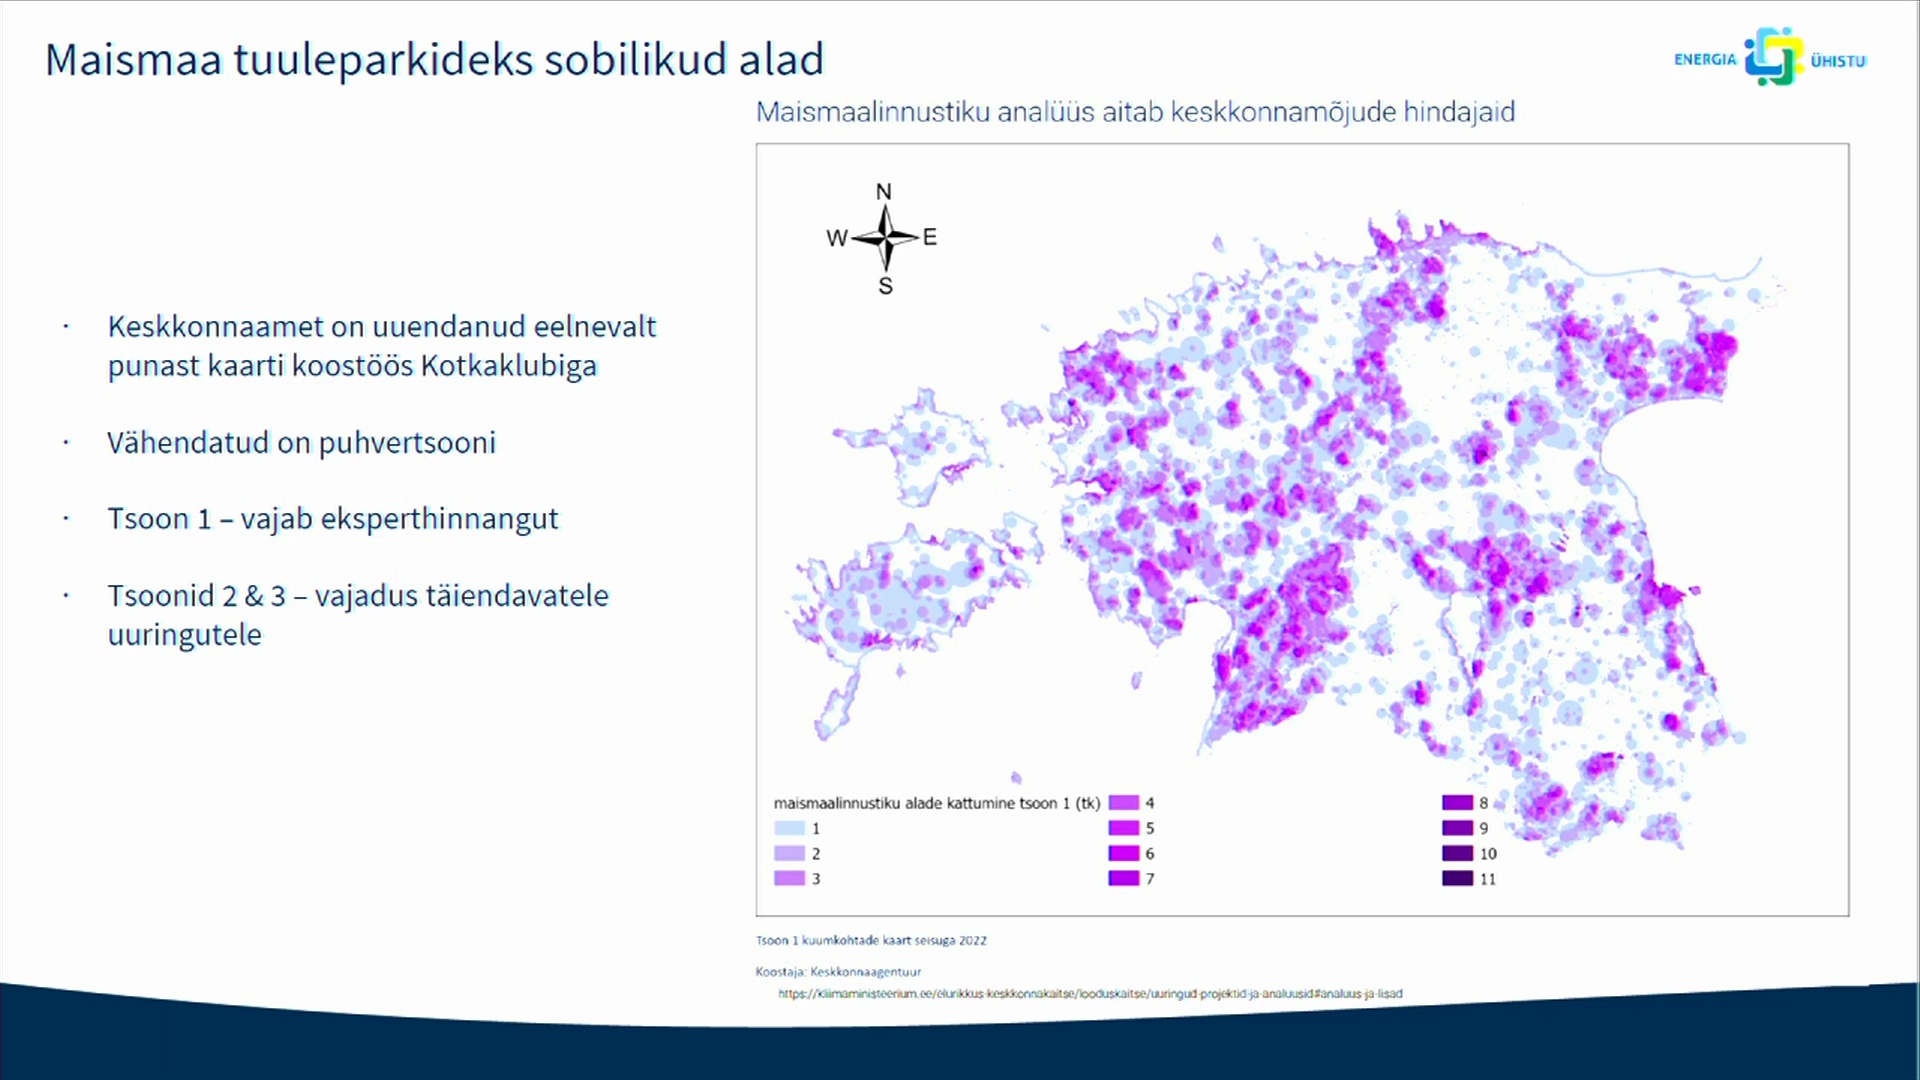 Maismaa tuuleparkideks sobilikud alad
ENERGIA ÜHISTU
Maismaalinnustiku analüüs aitab keskkonnamõjude hindajaid
· Keskkonnaamet on uuendanud eelnevalt
punast kaarti koostöös Kotkaklubiga
· Vähendatud on puhvertsooni
· Tsoon 1 – vajab eksperthinnangut
· Tsoonid 2 & 3 – vajadus täiendavatele
uuringutele
N
W E
S
maismaalinnustiku alade kattumine tsoon 1 (tk)
1
2
3
4
5
6
7
8
9
10
11
Tsoon 1 kuumkohtade kaart seisuga 2022
Koostaja: Keskkonnaagentuur
https://kliimaministeerium.ee/elurikkus-keskkonnakaitse/looduskaitse/uuringud-projektid-ja-analuusid#analuus-ja-lisad